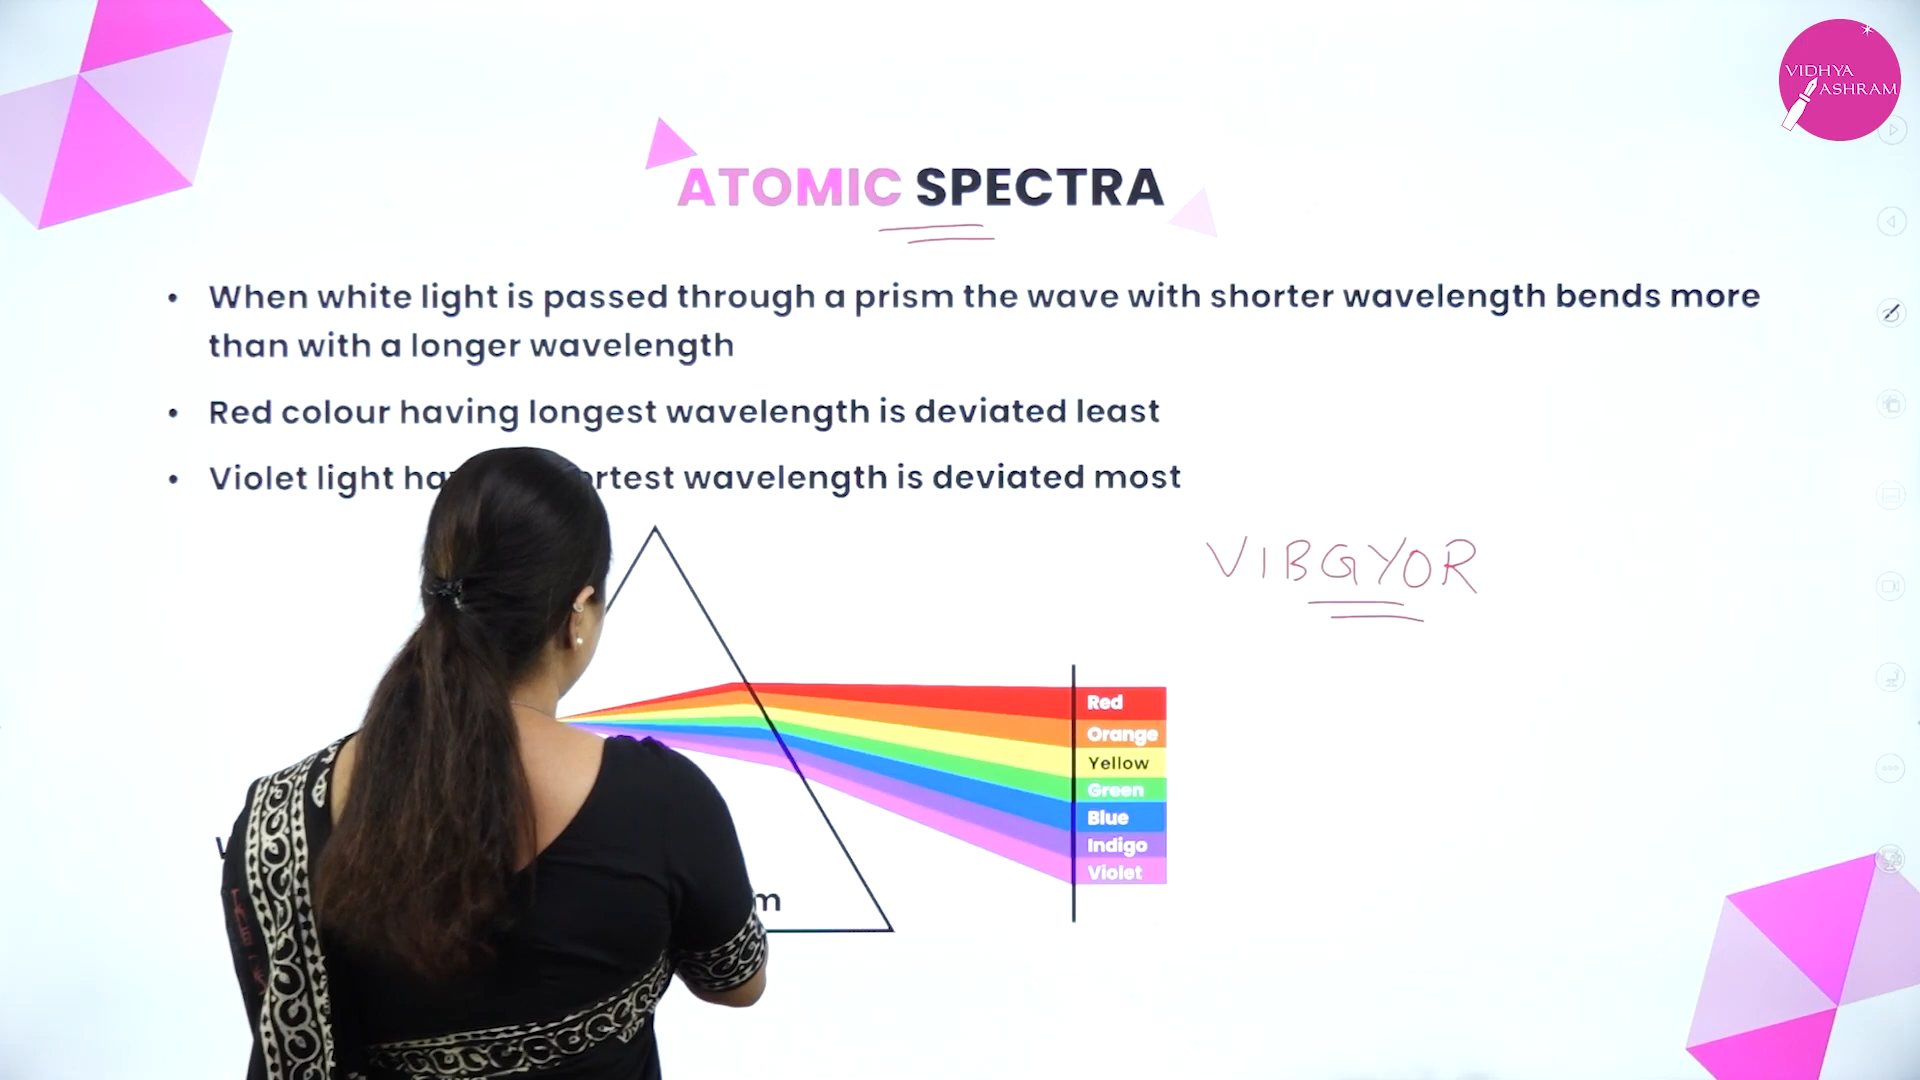 VIDHYA
ASHRAM
ATOMIC SPECTRA
• When white light is passed through a prism the wave with shorter wavelength bends more
than with a longer wavelength
• Red colour having longest wavelength is deviated least
• Violet light wavelength is deviated most
VIBGYOR
Red
Orange
Yellow
Green
Blue
Indigo
Violet